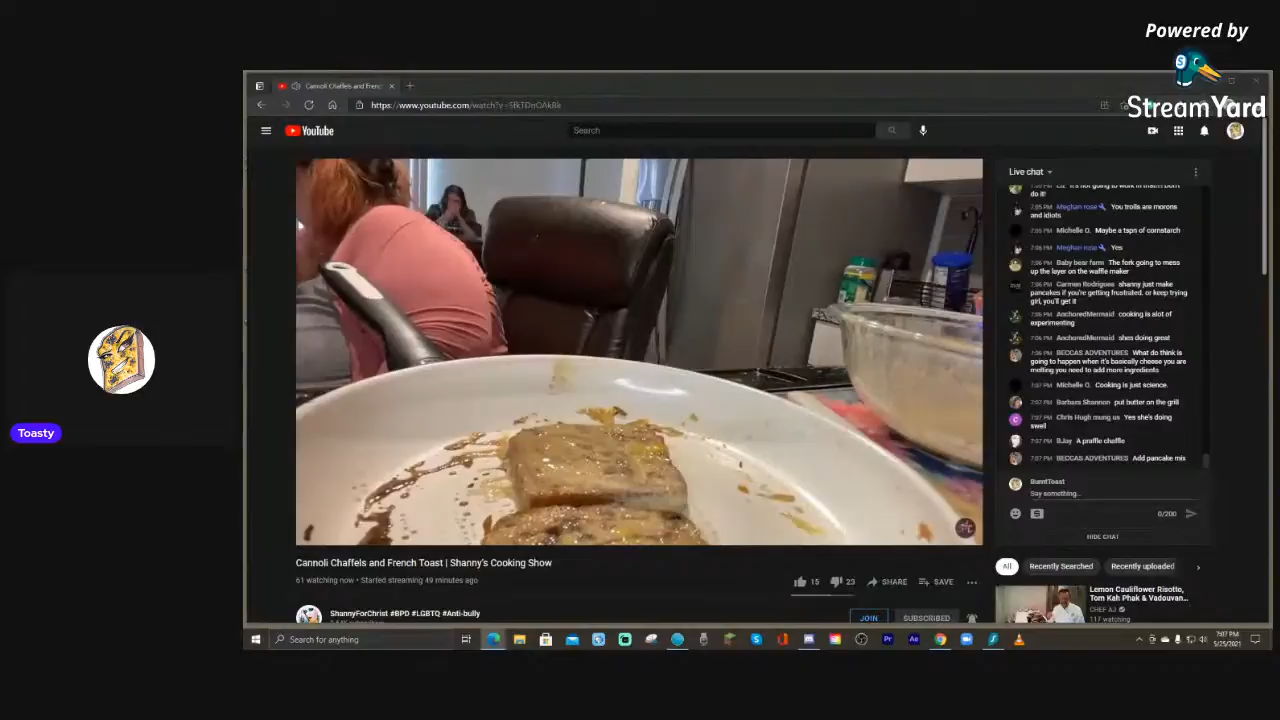 Powered by
StreamYard
Cannoli Chaffels and Frenc
https://www.youtube.com/watch?v=
YouTube
Search
Live chat
do it!
7:05 PM Meghan rose You trolls are morons
and idiots
7:05 PM Michelle O. Maybe a tspn of cornstarch
7:06 PM Meghan rose Yes
7:06 PM Baby bear farm The fork going to mess
up the layer on the waffle maker
7:06 PM Carmen Rodrigues shanny just make
pancakes if you're getting frustrated. or keep trying
girl, you'll get it
7:06 PM AnchoredMermaid cooking is alot of
experimenting
7:06 PM AnchoredMermaid shes doing great
7:06 PM BECCAS ADVENTURES What do think is
going to happen when it's basically cheese you are
melting you need to add more ingredients
7:07 PM Michelle O. Cooking is just science.
7:07 PM Barbara Shannon put butter on the grill
7:07 PM Chris Hugh mung us Yes she's doing
swell
7:07 PM BJay A praffle chaffle
7:07 PM BECCAS ADVENTURES Add pancake mix
BurntToast
Say something...
0/200
HIDE CHAT
Toasty
Cannoli Chaffels and French Toast | Shanny's Cooking Show
61 watching now • Started streaming 49 minutes ago
15
23
SHARE
SAVE
All
Recently Searched
Recently uploaded
Lemon Cauliflower Risotto,
Tom Kah Phak & Vadouvan...
CHEF AJ
117 watching
ShannyForChrist #BPD #LGBTQ #Anti-bully
JOIN
SUBSCRIBED
Search for anything
7:07 PM
5/25/2021